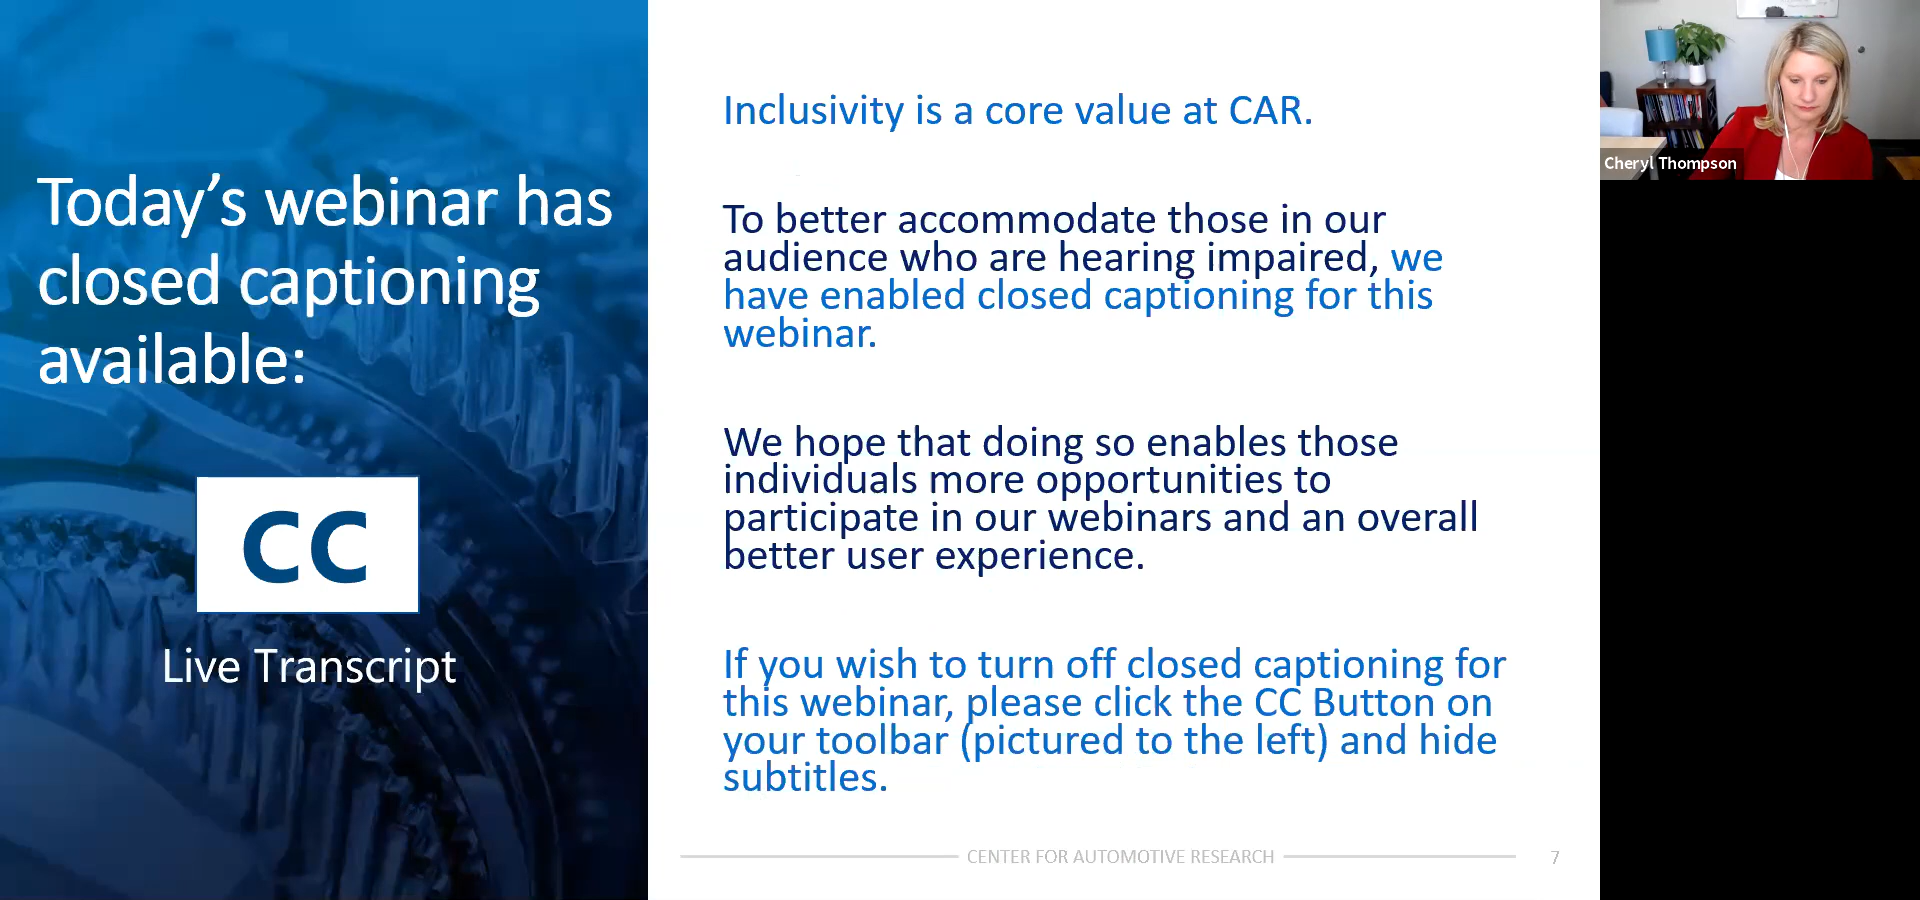 Today’s webinar has
closed captioning
available:
CC
Live Transcript
Inclusivity is a core value at CAR.
To better accommodate those in our
audience who are hearing impaired, we
have enabled closed captioning for this
webinar.
We hope that doing so enables those
individuals more opportunities to
participate in our webinars and an overall
better user experience.
If you wish to turn off closed captioning for
this webinar, please click the CC Button on
your toolbar (pictured to the left) and hide
subtitles.
CENTER FOR AUTOMOTIVE RESEARCH
7
Cheryl Thompson